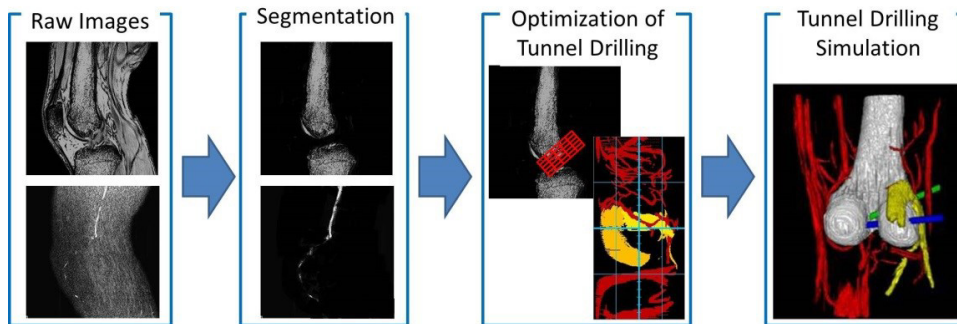 Raw Images
Segmentation
Optimization of
Tunnel Drilling
Tunnel Drilling
Simulation